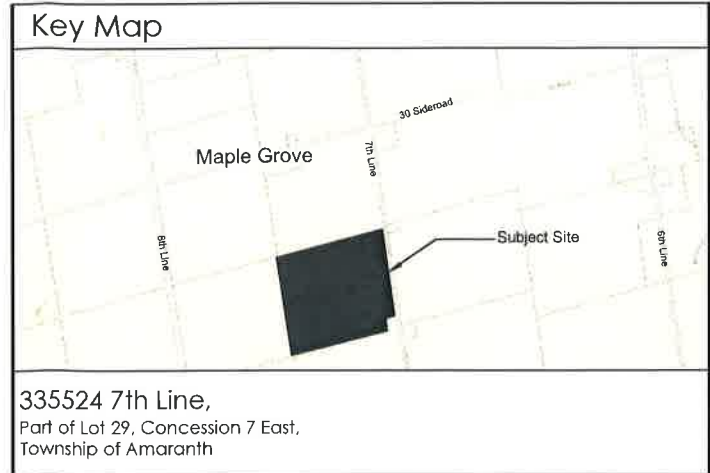 Key Map
30 Sideroad
Maple Grove
7th Line
8th Line
Subject Site
6th Line
335524 7th Line,
Part of Lot 29, Concession 7 East,
Township of Amaranth